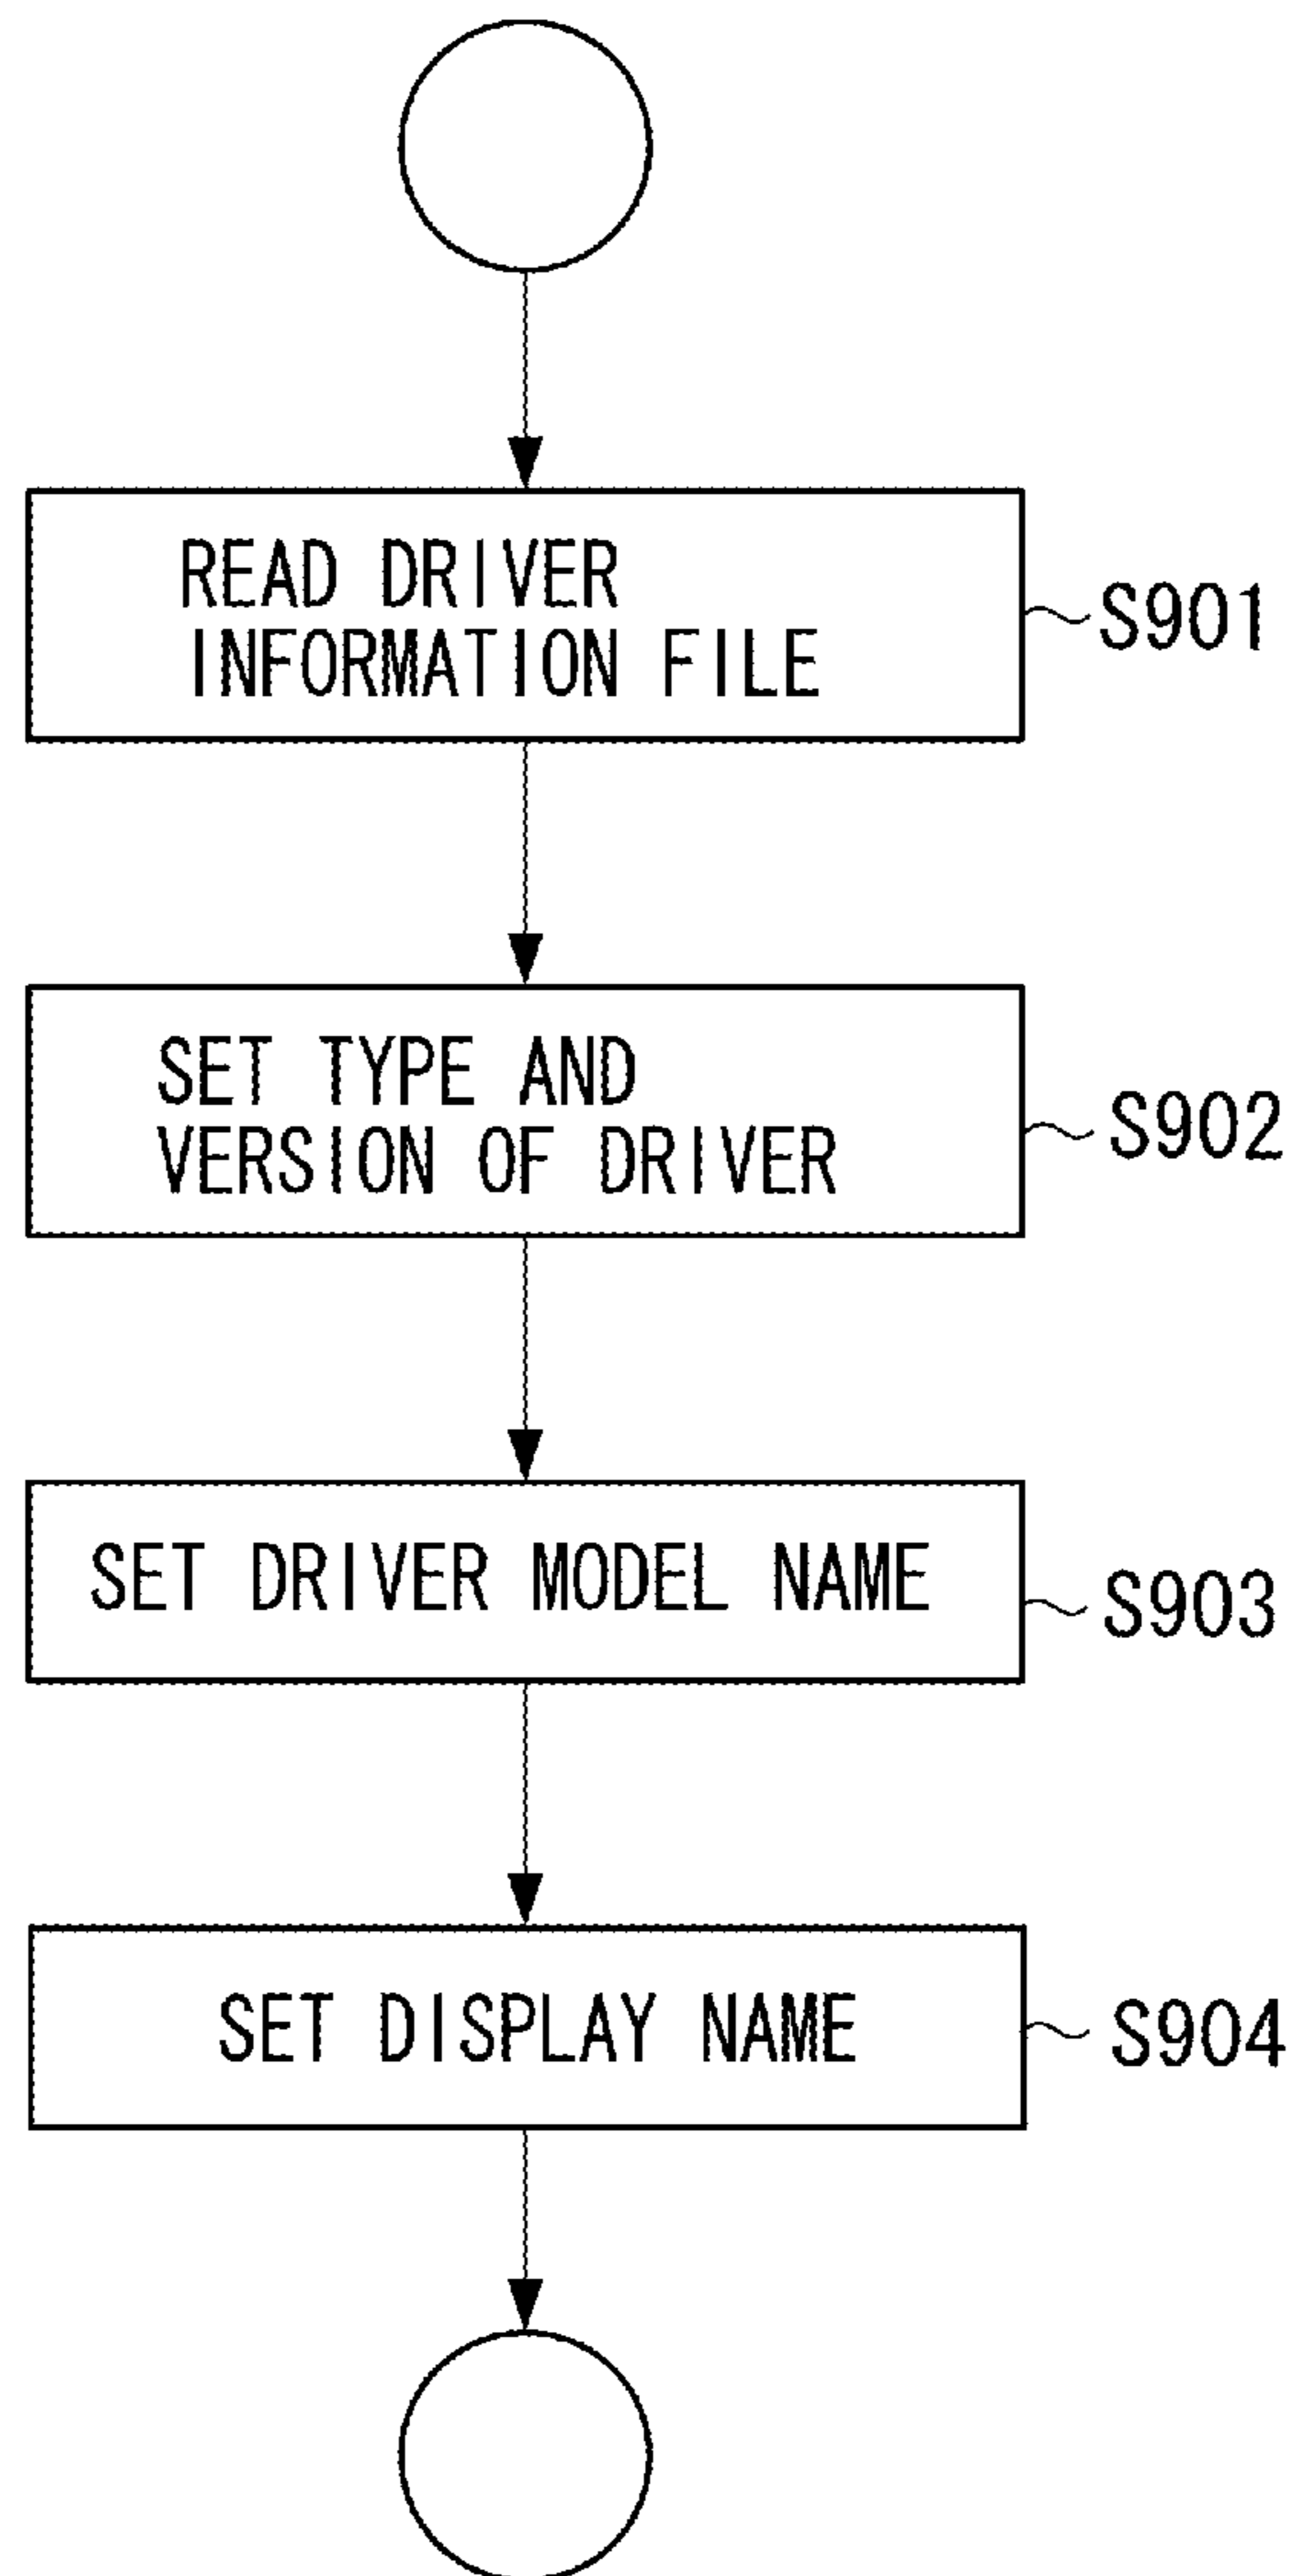 READ DRIVER
INFORMATION FILE
S901
SET TYPE AND
VERSION OF DRIVER
S902
SET DRIVER MODEL NAME
S903
SET DISPLAY NAME
S904